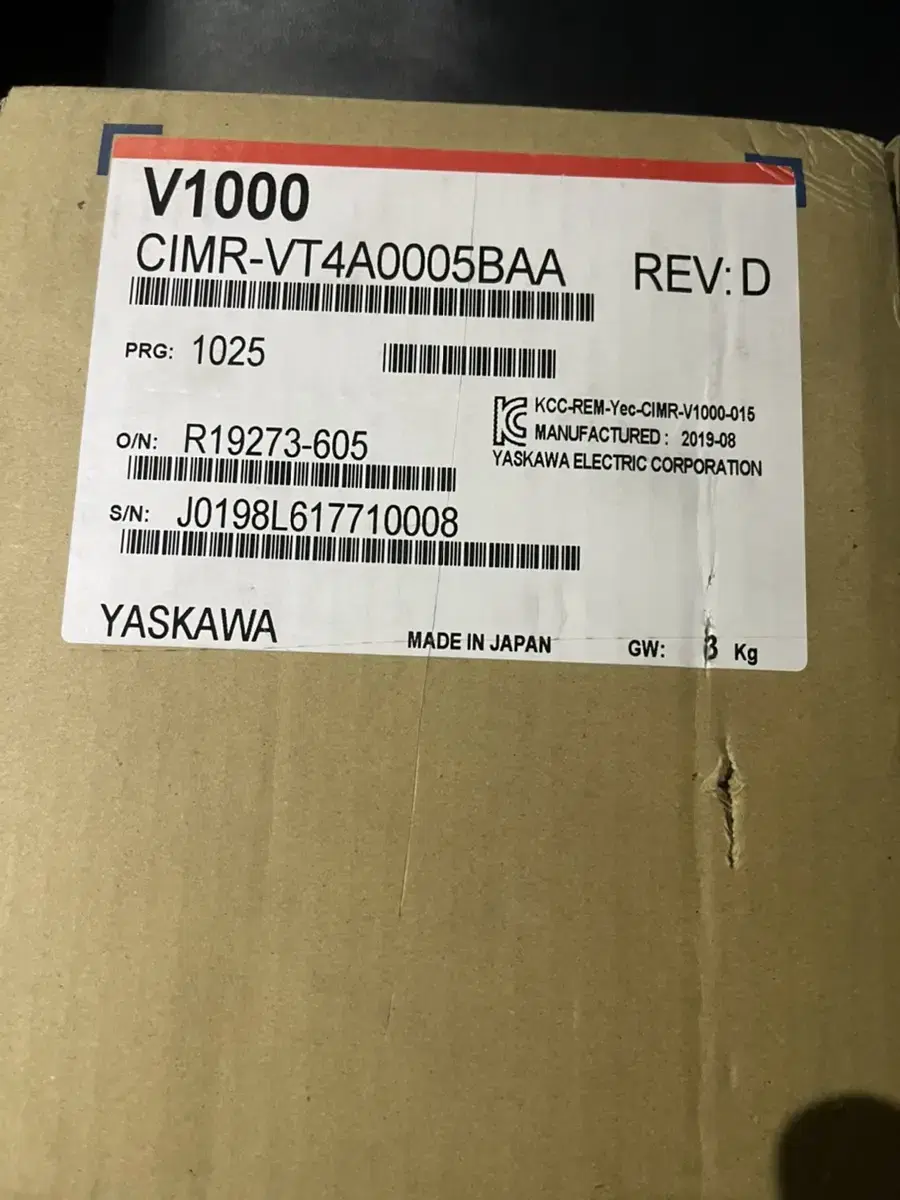 V1000
CIMR-VT4A0005BAA REV: D
PRG: 1025
KCC-REM-Yec-CIMR-V1000-015
MANUFACTURED : 2019-08
YASKAWA ELECTRIC CORPORATION
O/N: R19273-605
S/N: J0198L617710008
YASKAWA
MADE IN JAPAN
GW: 3 Kg